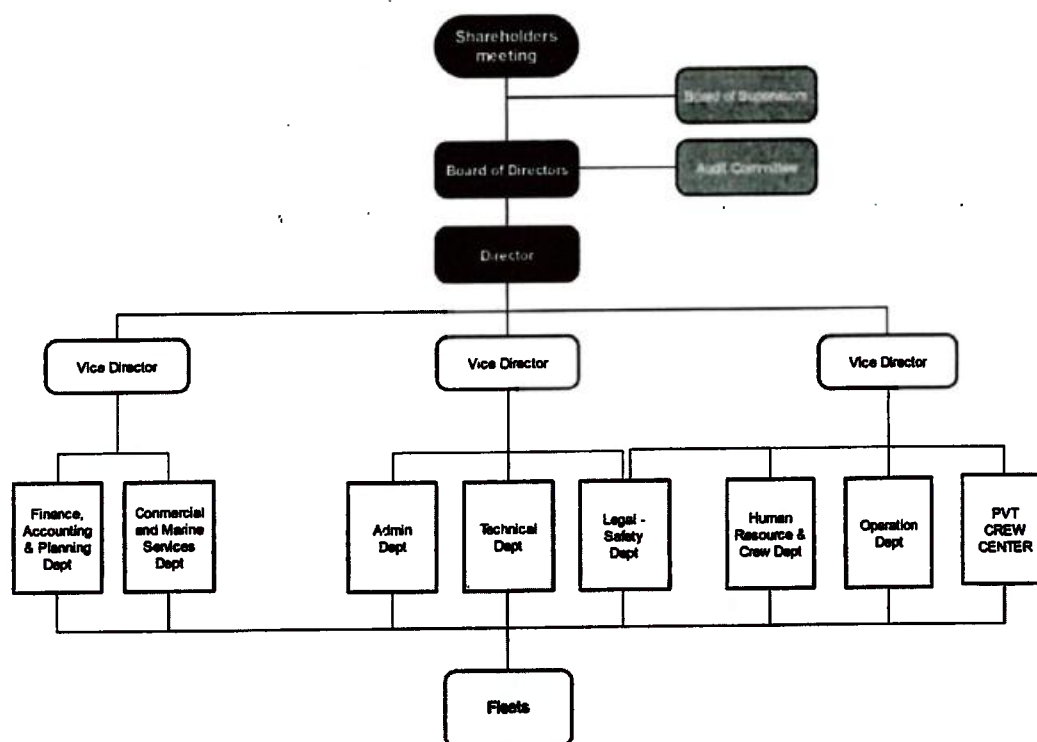 Shareholders
meeting
Board of Supervisors
Board of Directors
Audit Committee
Director
Vice Director
Vice Director
Vice Director
Finance,
Accounting
& Planning
Dept
Commercial
and Marine
Services
Dept
Admin
Dept
Technical
Dept
Legal -
Safety
Dept
Human
Resource &
Crew Dept
Operation
Dept
PVT
CREW
CENTER
Fleets